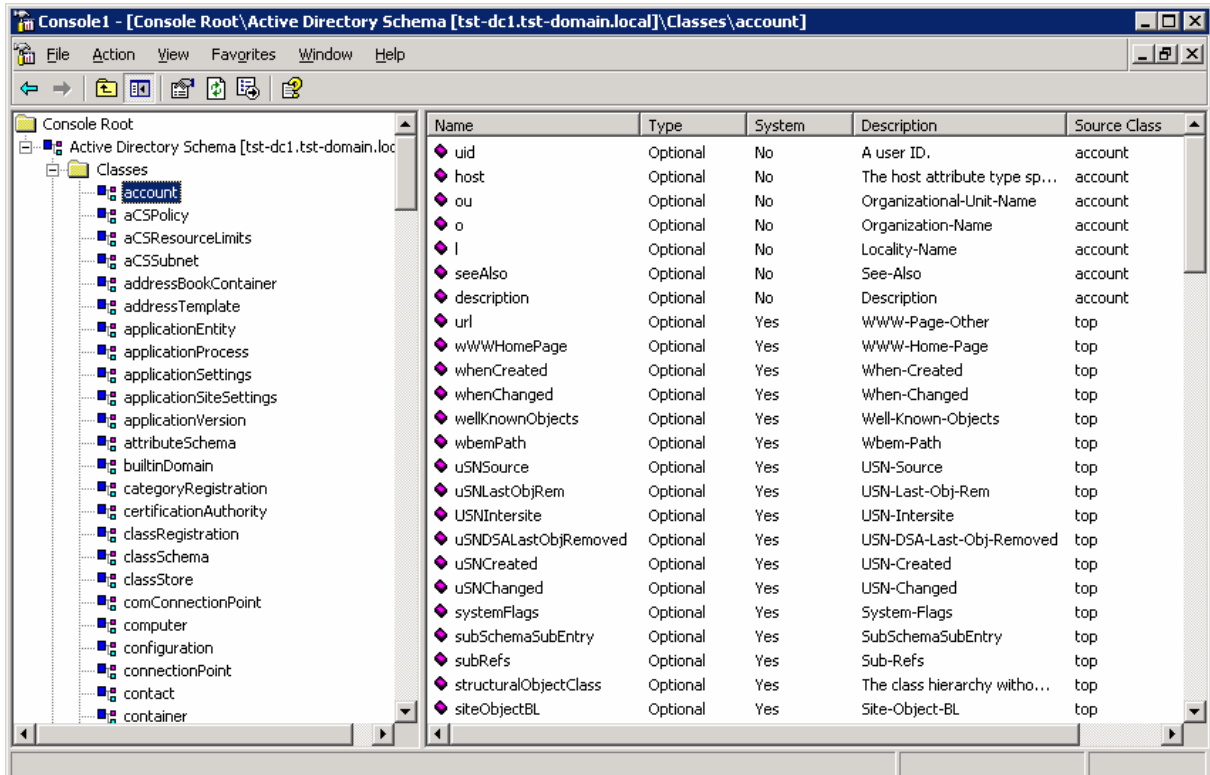 Console1 - [Console Root\Active Directory Schema [tst-dc1.tst-domain.local]\Classes\account]
File Action View Favorites Window Help
Console Root
Active Directory Schema [tst-dc1.tst-domain.loc
Classes
account
aCSPolicy
aCSResourceLimits
aCSSubnet
addressBookContainer
addressTemplate
applicationEntity
applicationProcess
applicationSettings
applicationSiteSettings
applicationVersion
attributeSchema
builtinDomain
categoryRegistration
certificationAuthority
classRegistration
classSchema
classStore
comConnectionPoint
computer
configuration
connectionPoint
contact
container
Name Type System Description Source Class
uid Optional No A user ID. account
host Optional No The host attribute type sp... account
ou Optional No Organizational-Unit-Name account
o Optional No Organization-Name account
l Optional No Locality-Name account
seeAlso Optional No See-Also account
description Optional No Description account
url Optional Yes WWW-Page-Other top
wWWHomePage Optional Yes WWW-Home-Page top
whenCreated Optional Yes When-Created top
whenChanged Optional Yes When-Changed top
wellKnownObjects Optional Yes Well-Known-Objects top
wbemPath Optional Yes Wbem-Path top
uSNSource Optional Yes USN-Source top
uSNLastObjRem Optional Yes USN-Last-Obj-Rem top
USNIntersite Optional Yes USN-Intersite top
uSNDSALastObjRemoved Optional Yes USN-DSA-Last-Obj-Removed top
uSNCreated Optional Yes USN-Created top
uSNChanged Optional Yes USN-Changed top
systemFlags Optional Yes System-Flags top
subSchemaSubEntry Optional Yes SubSchemaSubEntry top
subRefs Optional Yes Sub-Refs top
structuralObjectClass Optional Yes The class hierarchy witho... top
siteObjectBL Optional Yes Site-Object-BL top